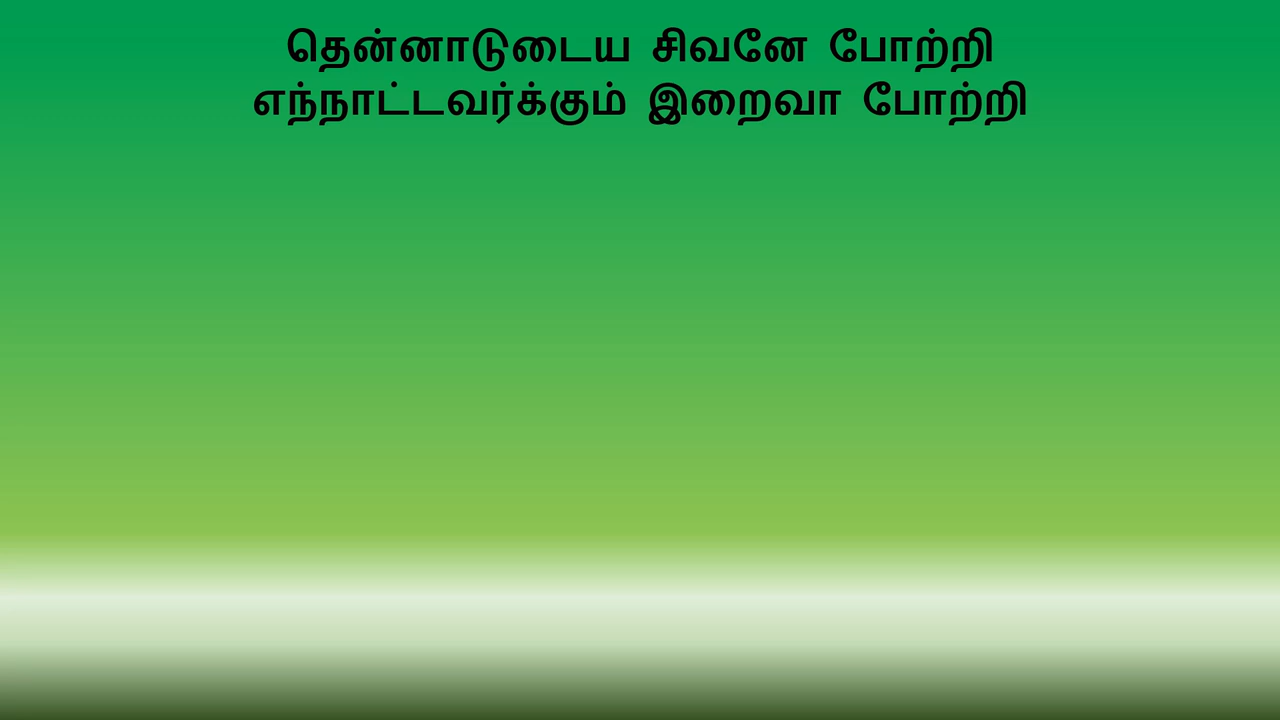 தென்னாடுடைய சிவனே போற்றி
எந்நாட்டவர்க்கும் இறைவா போற்றி